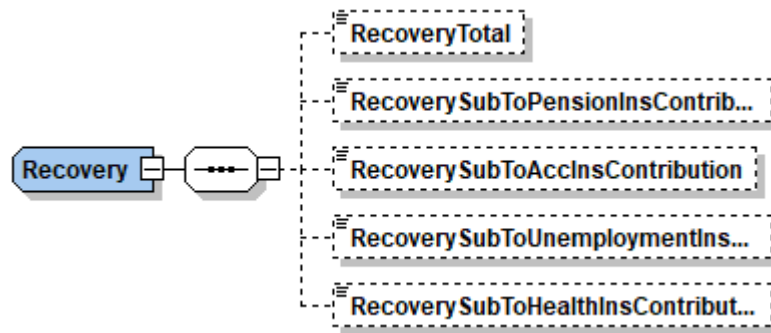 RecoveryTotal
RecoverySubToPensionInsContrib...
Recovery
RecoverySubToAccInsContribution
RecoverySubToUnemploymentIns...
RecoverySubToHealthInsContribut...